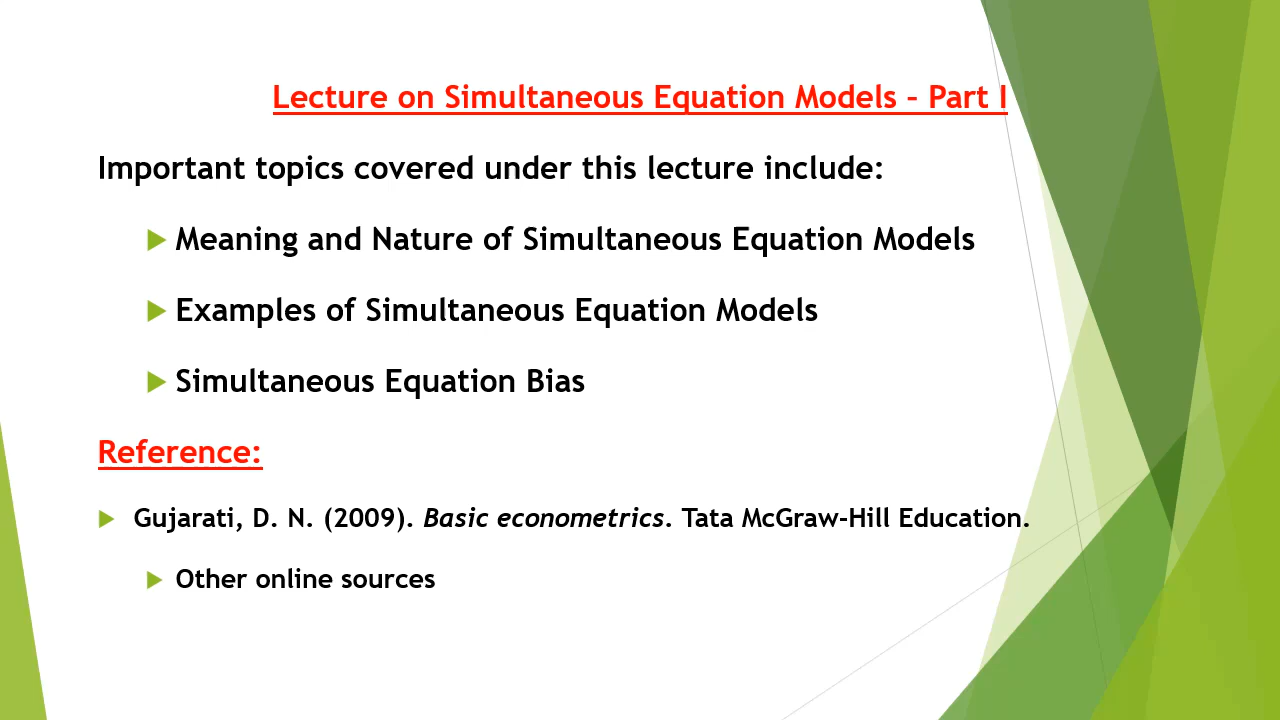 Lecture on Simultaneous Equation Models – Part I
Important topics covered under this lecture include:
Meaning and Nature of Simultaneous Equation Models
Examples of Simultaneous Equation Models
Simultaneous Equation Bias
Reference:
Gujarati, D. N. (2009). Basic econometrics. Tata McGraw-Hill Education.
Other online sources